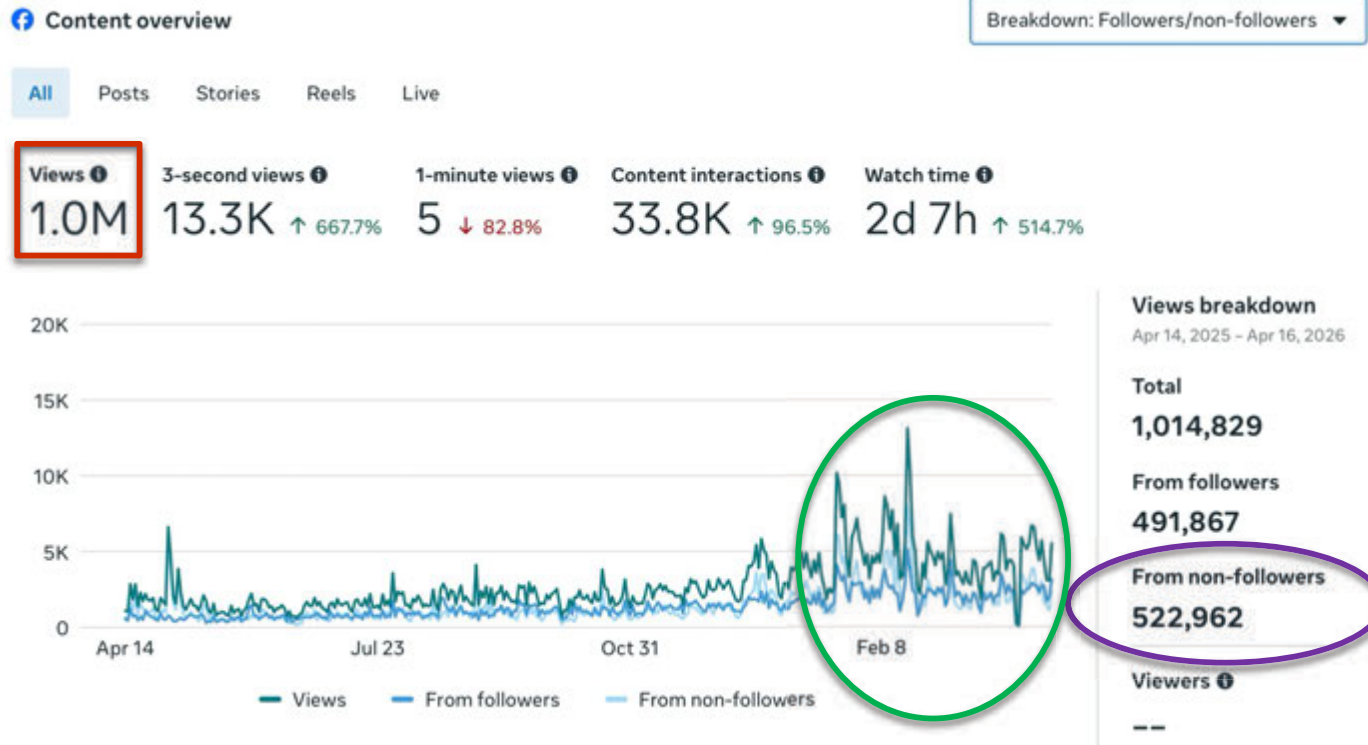 Content overview
Breakdown: Followers/non-followers
All Posts Stories Reels Live
Views 3-second views 1-minute views Content interactions Watch time
1.0M 13.3K ↑ 667.7% 5 ↓ 82.8% 33.8K ↑ 96.5% 2d 7h ↑ 514.7%
Views breakdown
Apr 14, 2025 – Apr 16, 2026
Total
1,014,829
From followers
491,867
From non-followers
522,962
Viewers
--
20K
15K
10K
5K
0
Apr 14 Jul 23 Oct 31 Feb 8
Views From followers From non-followers